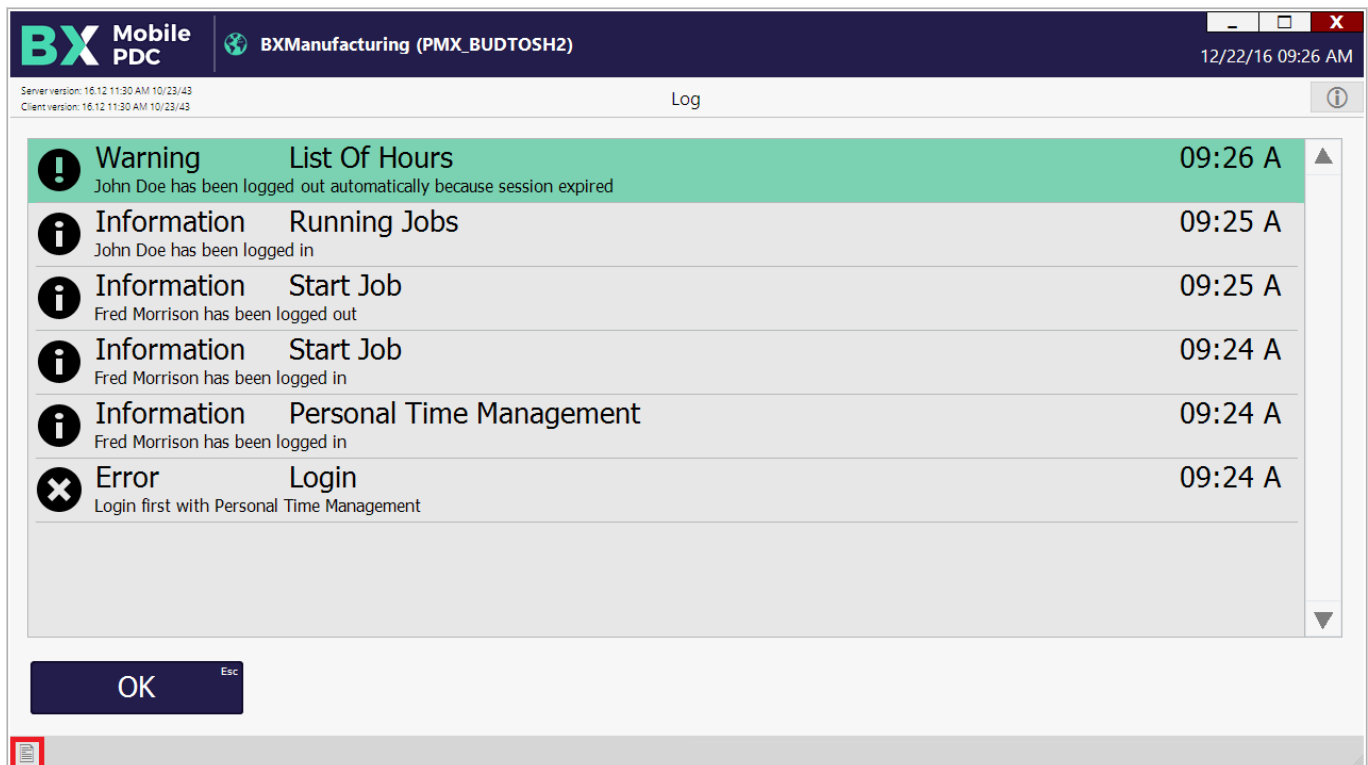 BX Mobile PDC
BXManufacturing (PMX_BUDTOSH2)
X
12/22/16 09:26 AM
Server version: 16.12 11:30 AM 10/23/43
Client version: 16.12 11:30 AM 10/23/43
Log
Warning List Of Hours 09:26 A
John Doe has been logged out automatically because session expired
Information Running Jobs 09:25 A
John Doe has been logged in
Information Start Job 09:25 A
Fred Morrison has been logged out
Information Start Job 09:24 A
Fred Morrison has been logged in
Information Personal Time Management 09:24 A
Fred Morrison has been logged in
Error Login 09:24 A
Login first with Personal Time Management
OK Esc